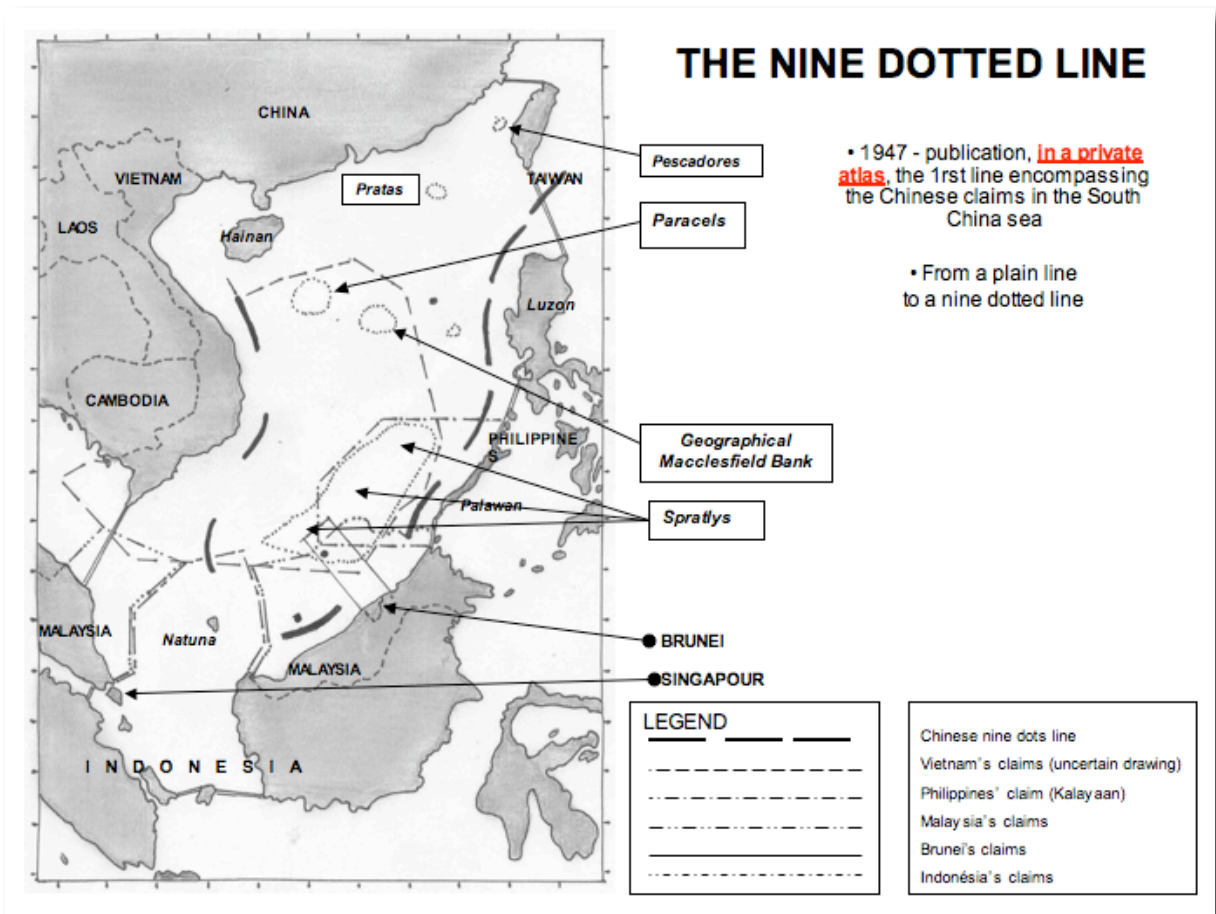 THE NINE DOTTED LINE
• 1947 - publication, in a private
atlas, the 1rst line encompassing
the Chinese claims in the South
China sea
• From a plain line
to a nine dotted line
CHINA
VIETNAM
LAOS
Hainan
Pratas
TAIWAN
Pescadores
Paracels
Luzon
CAMBODIA
PHILIPPINE
S
Geographical
Macclesfield Bank
Palawan
Spratlys
MALAYSIA
Natuna
MALAYSIA
BRUNEI
SINGAPOUR
INDONESIA
LEGEND
Chinese nine dots line
Vietnam's claims (uncertain drawing)
Philippines' claim (Kalayaan)
Malaysia's claims
Brunei's claims
Indonésia's claims